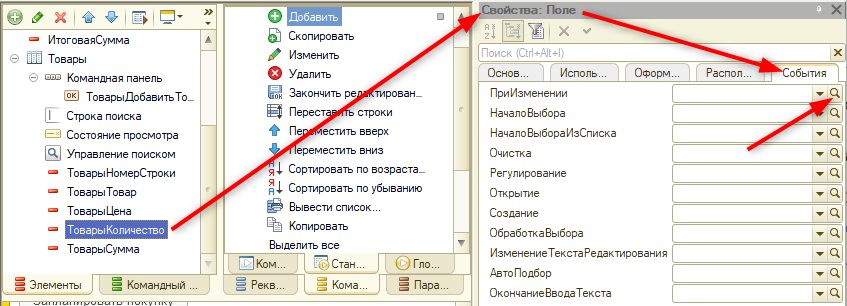 ИтоговаяСумма
Товары
Командная панель
ОК ТоварыДобавитьТо...
Строка поиска
Состояние просмотра
Управление поиском
ТоварыНомерСтроки
ТоварыТовар
ТоварыЦена
ТоварыКоличество
ТоварыСумма
Элементы
Командный ...
Запланировать покупку
Добавить
Скопировать
Изменить
Удалить
Закончить редактирован...
Переставить строки
Переместить вверх
Переместить вниз
Сортировать по возраста...
Сортировать по убыванию
Вывести список...
Копировать
Выделить все
Ком...
Стан...
Гло...
Рекв...
Кома...
Пара...
Свойства: Поле
Поиск (Ctrl+Alt+I)
Основ...
Исполь...
Оформ...
Распол...
События
ПриИзменении
НачалоВыбора
НачалоВыбораИзСписка
Очистка
Регулирование
Открытие
Создание
ОбработкаВыбора
ИзменениеТекстаРедактирования
АвтоПодбор
ОкончаниеВводаТекста